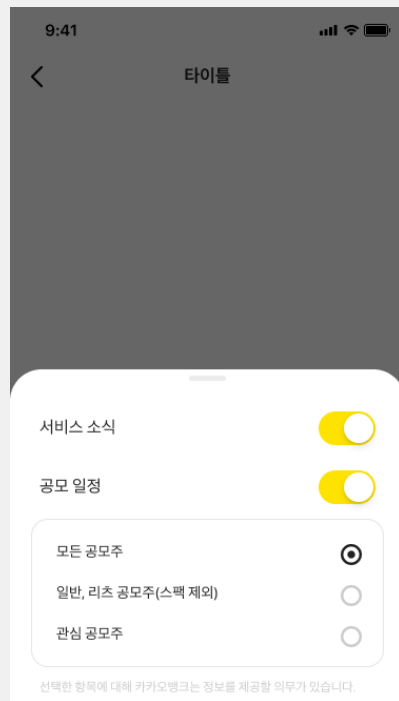 9:41
타이틀
서비스 소식
공모 일정
모든 공모주
일반, 리츠 공모주(스팩 제외)
관심 공모주
선택한 항목에 대해 카카오뱅크는 정보를 제공할 의무가 있습니다.